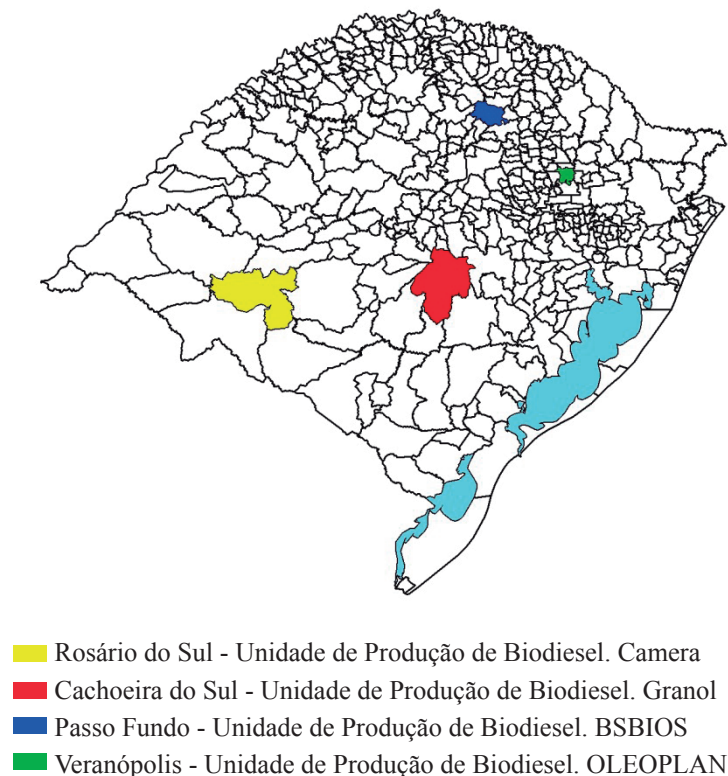 Rosário do Sul - Unidade de Produção de Biodiesel. Camera
Cachoeira do Sul - Unidade de Produção de Biodiesel. Granol
Passo Fundo - Unidade de Produção de Biodiesel. BSBIOS
Veranópolis - Unidade de Produção de Biodiesel. OLEOPLAN